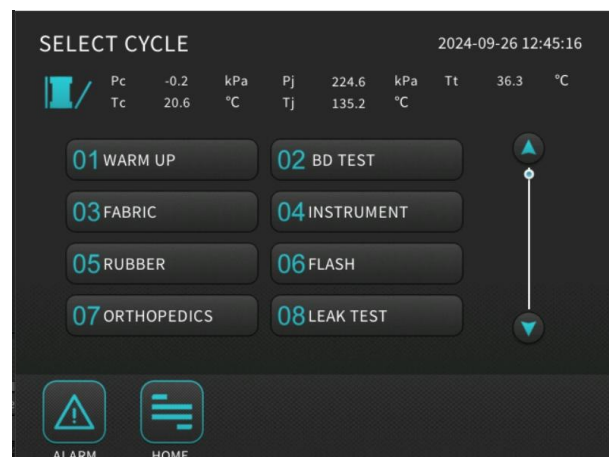 SELECT CYCLE 2024-09-26 12:45:16
Pc -0.2 kPa Pj 224.6 kPa Tt 36.3 °C
Tc 20.6 °C Tj 135.2 °C
01 WARM UP 02 BD TEST
03 FABRIC 04 INSTRUMENT
05 RUBBER 06 FLASH
07 ORTHOPEDICS 08 LEAK TEST
ALARM HOME